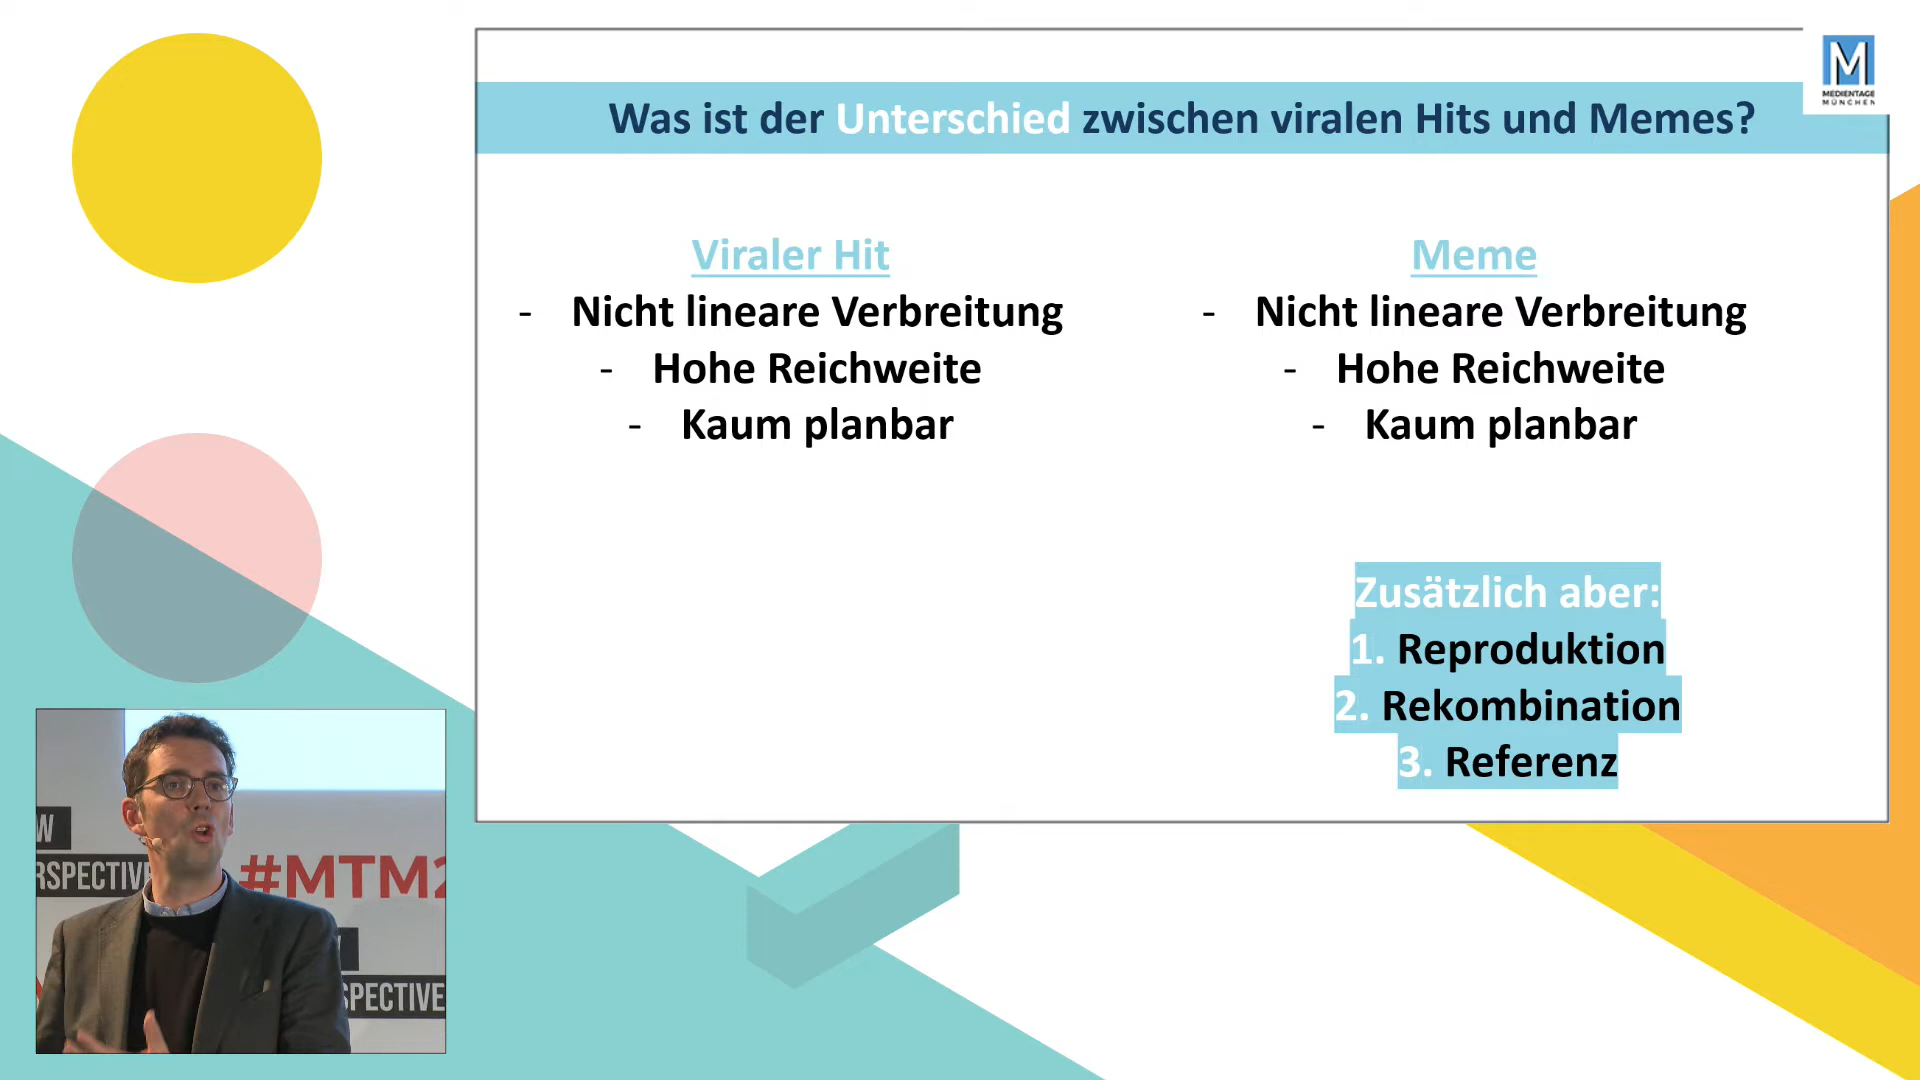 M
MEDIENTAGE
MÜNCHEN
Was ist der Unterschied zwischen viralen Hits und Memes?
Viraler Hit
- Nicht lineare Verbreitung
- Hohe Reichweite
- Kaum planbar
Meme
- Nicht lineare Verbreitung
- Hohe Reichweite
- Kaum planbar
Zusätzlich aber:
1. Reproduktion
2. Rekombination
3. Referenz
W
RSPECTIV
#MTM2
W
SPECTIVE